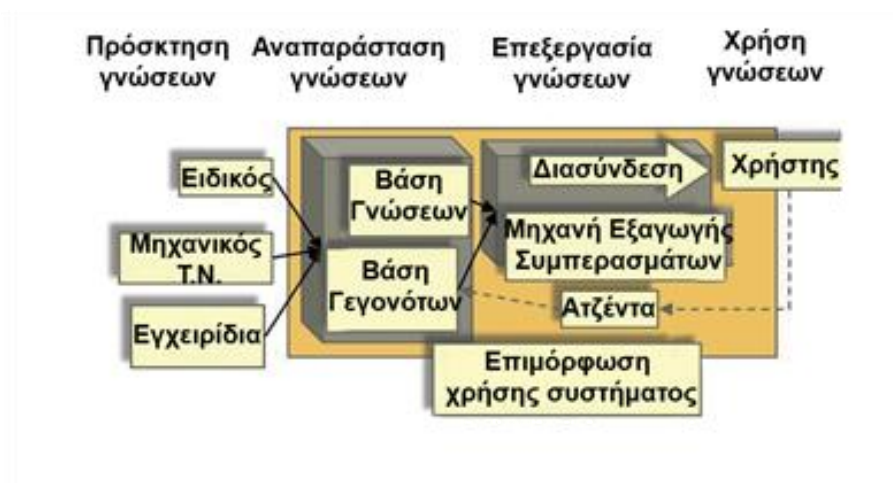 Πρόσκτηση
γνώσεων
Αναπαράσταση
γνώσεων
Επεξεργασία
γνώσεων
Χρήση
γνώσεων
Ειδικός
Μηχανικός
Τ.Ν.
Εγχειρίδια
Βάση
Γνώσεων
Βάση
Γεγονότων
Διασύνδεση
Μηχανή Εξαγωγής
Συμπερασμάτων
Ατζέντα
Χρήστης
Επιμόρφωση
χρήσης συστήματος